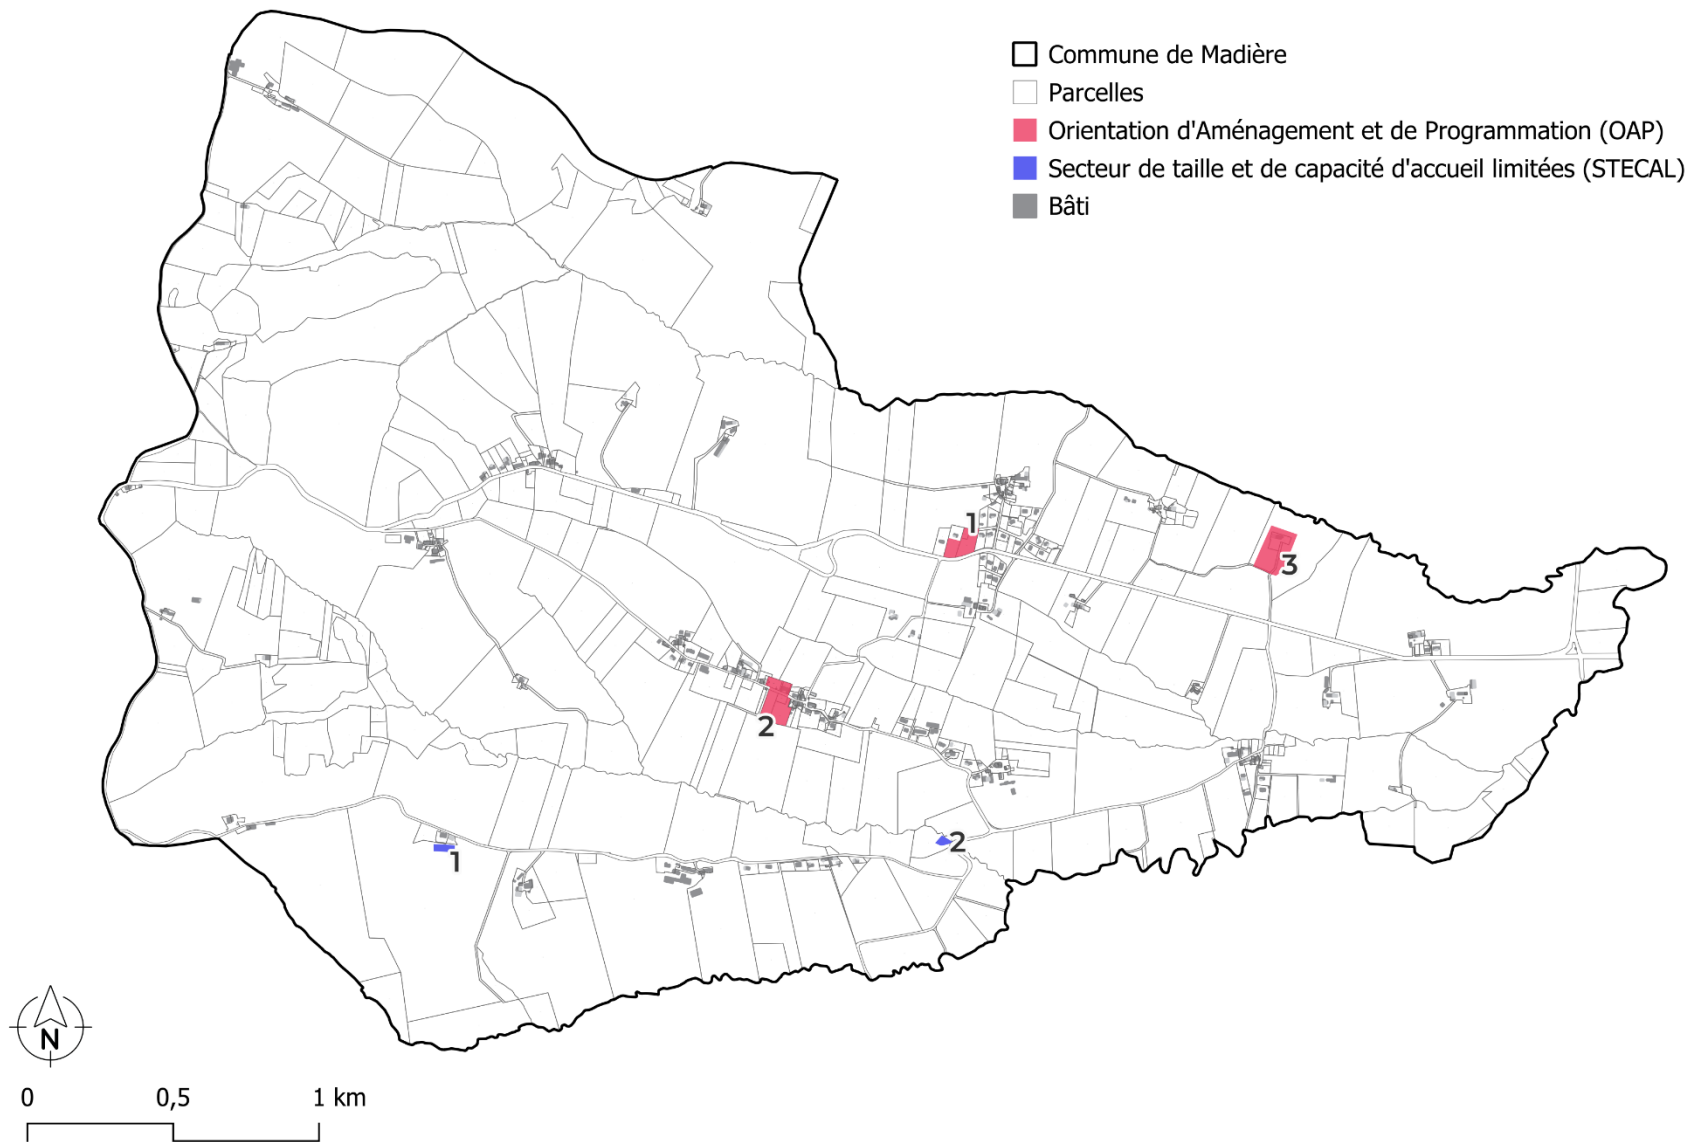 Commune de Madière
Parcelles
Orientation d'Aménagement et de Programmation (OAP)
Secteur de taille et de capacité d'accueil limitées (STECAL)
Bâti
1
3
2
2
1
N
0 0,5 1 km